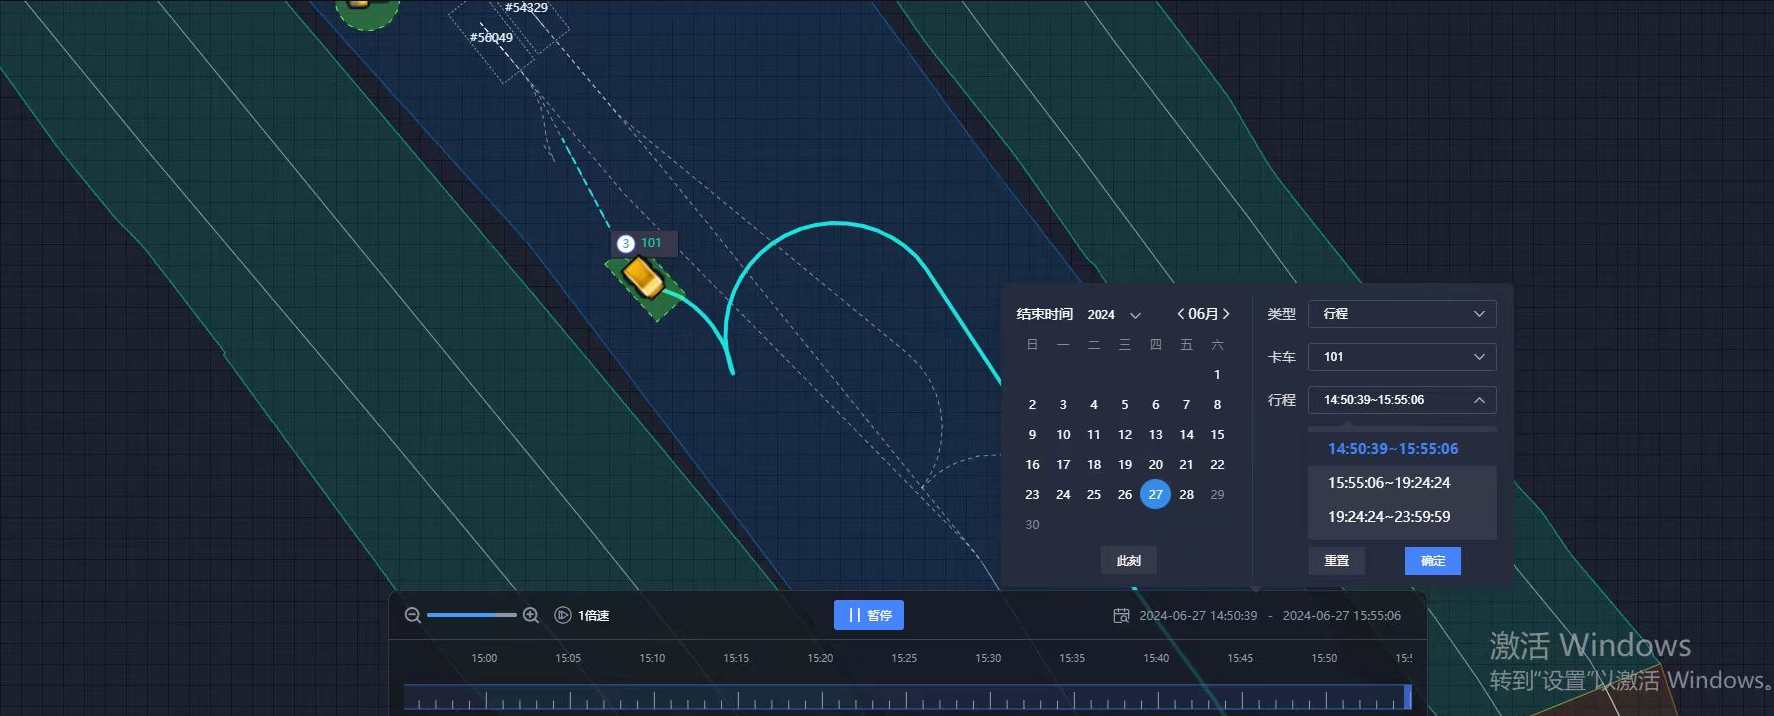 #54329
#56049
3 101
结束时间 2024 06月
日 一 二 三 四 五 六
1
2 3 4 5 6 7 8
9 10 11 12 13 14 15
16 17 18 19 20 21 22
23 24 25 26 27 28 29
30
此刻
类型 行程
卡车 101
行程 14:50:39~15:55:06
14:50:39~15:55:06
15:55:06~19:24:24
19:24:24~23:59:59
重置 确定
1倍速 暂停 2024-06-27 14:50:39 - 2024-06-27 15:55:06
15:00 15:05 15:10 15:15 15:20 15:25 15:30 15:35 15:40 15:45 15:50
激活 Windows
转到"设置"以激活 Windows。